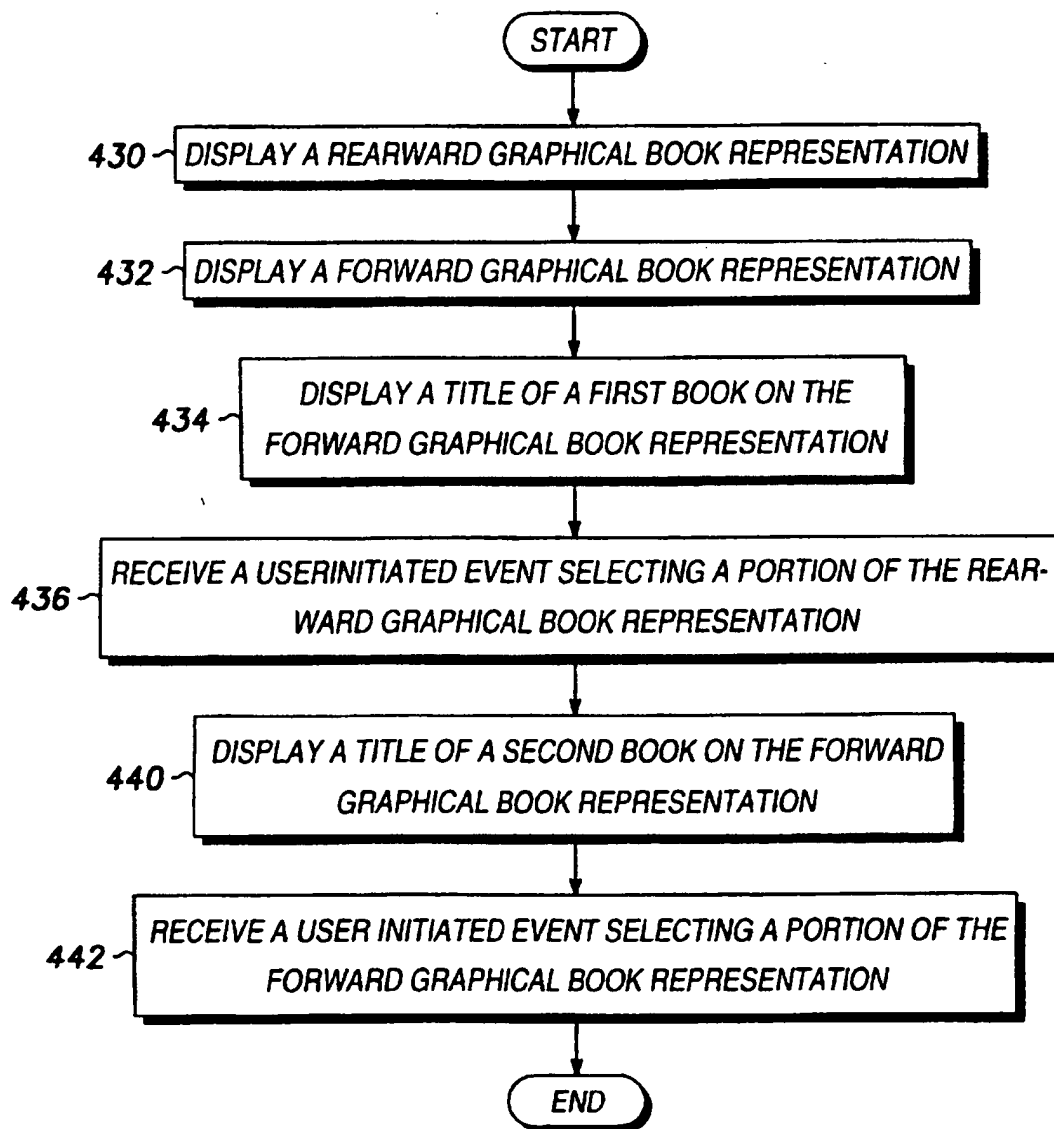 START
430
DISPLAY A REARWARD GRAPHICAL BOOK REPRESENTATION
432
DISPLAY A FORWARD GRAPHICAL BOOK REPRESENTATION
434
DISPLAY A TITLE OF A FIRST BOOK ON THE
FORWARD GRAPHICAL BOOK REPRESENTATION
436
RECEIVE A USERINITIATED EVENT SELECTING A PORTION OF THE REAR-
WARD GRAPHICAL BOOK REPRESENTATION
440
DISPLAY A TITLE OF A SECOND BOOK ON THE FORWARD
GRAPHICAL BOOK REPRESENTATION
442
RECEIVE A USER INITIATED EVENT SELECTING A PORTION OF THE
FORWARD GRAPHICAL BOOK REPRESENTATION
END